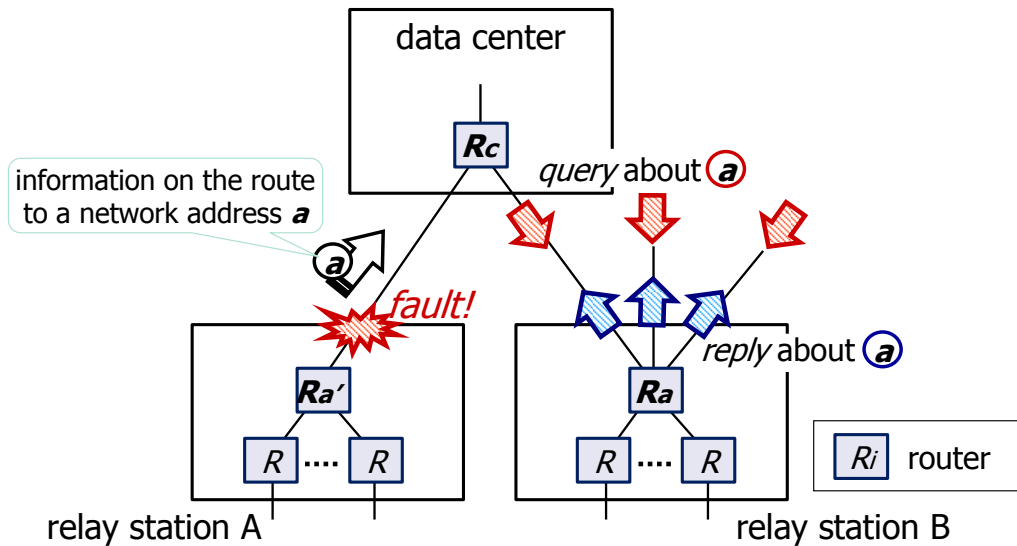 data center
Rc
query about a
information on the route
to a network address a
a
fault!
reply about a
Ra'
Ra
R .... R
R .... R
Ri router
relay station A
relay station B